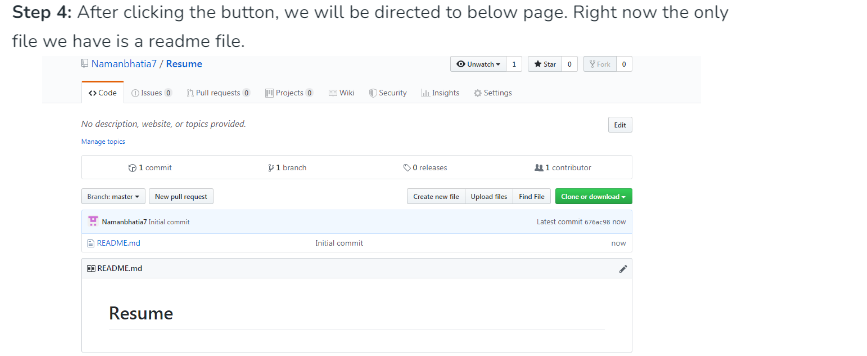 Step 4: After clicking the button, we will be directed to below page. Right now the only
file we have is a readme file.
Namanbhatia7 / Resume
Unwatch 1 Star 0 Fork 0
Code Issues 0 Pull requests 0 Projects 0 Wiki Security Insights Settings
No description, website, or topics provided. Edit
Manage topics
1 commit 1 branch 0 releases 1 contributor
Branch: master New pull request Create new file Upload files Find File Clone or download
Namanbhatia7 Initial commit Latest commit 676ac96 now
README.md Initial commit now
README.md
Resume